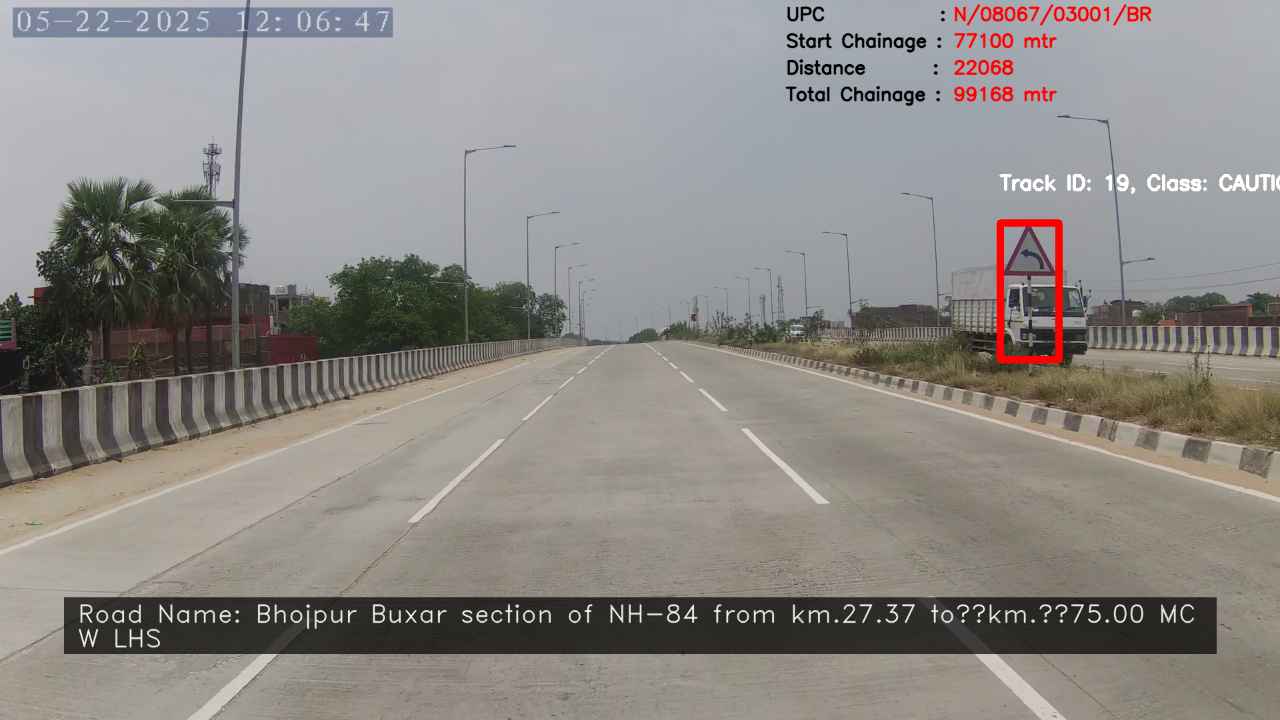 05-22-2025 12:06:47
UPC : N/08067/03001/BR
Start Chainage : 77100 mtr
Distance : 22068
Total Chainage : 99168 mtr
Track ID: 19, Class: CAUTIO
Road Name: Bhojpur Buxar section of NH-84 from km.27.37 to??km.??75.00 MC
W LHS